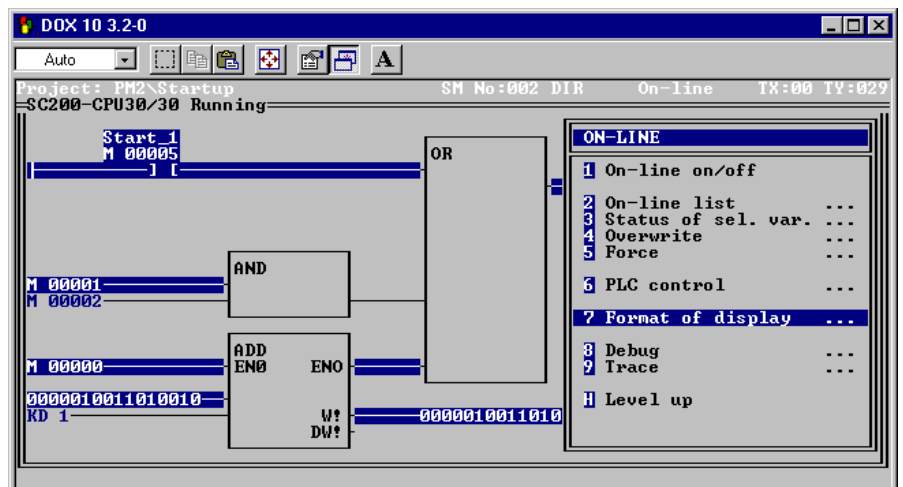 DOX 10 3.2-0
Auto
A
Project: PM2\Startup SM No:002 DIR On-line TX:00 TY:029
SC200-CPU30/30 Running
Start_1
M 00005
] [
OR
AND
M 00001
M 00002
ADD
M 00000 EN0 ENO
0000010011010010
KD 1 W! 0000010011010
DW!
ON-LINE
1 On-line on/off
2 On-line list ...
3 Status of sel. var. ...
4 Overwrite ...
5 Force ...
6 PLC control ...
7 Format of display ...
8 Debug ...
9 Trace ...
H Level up